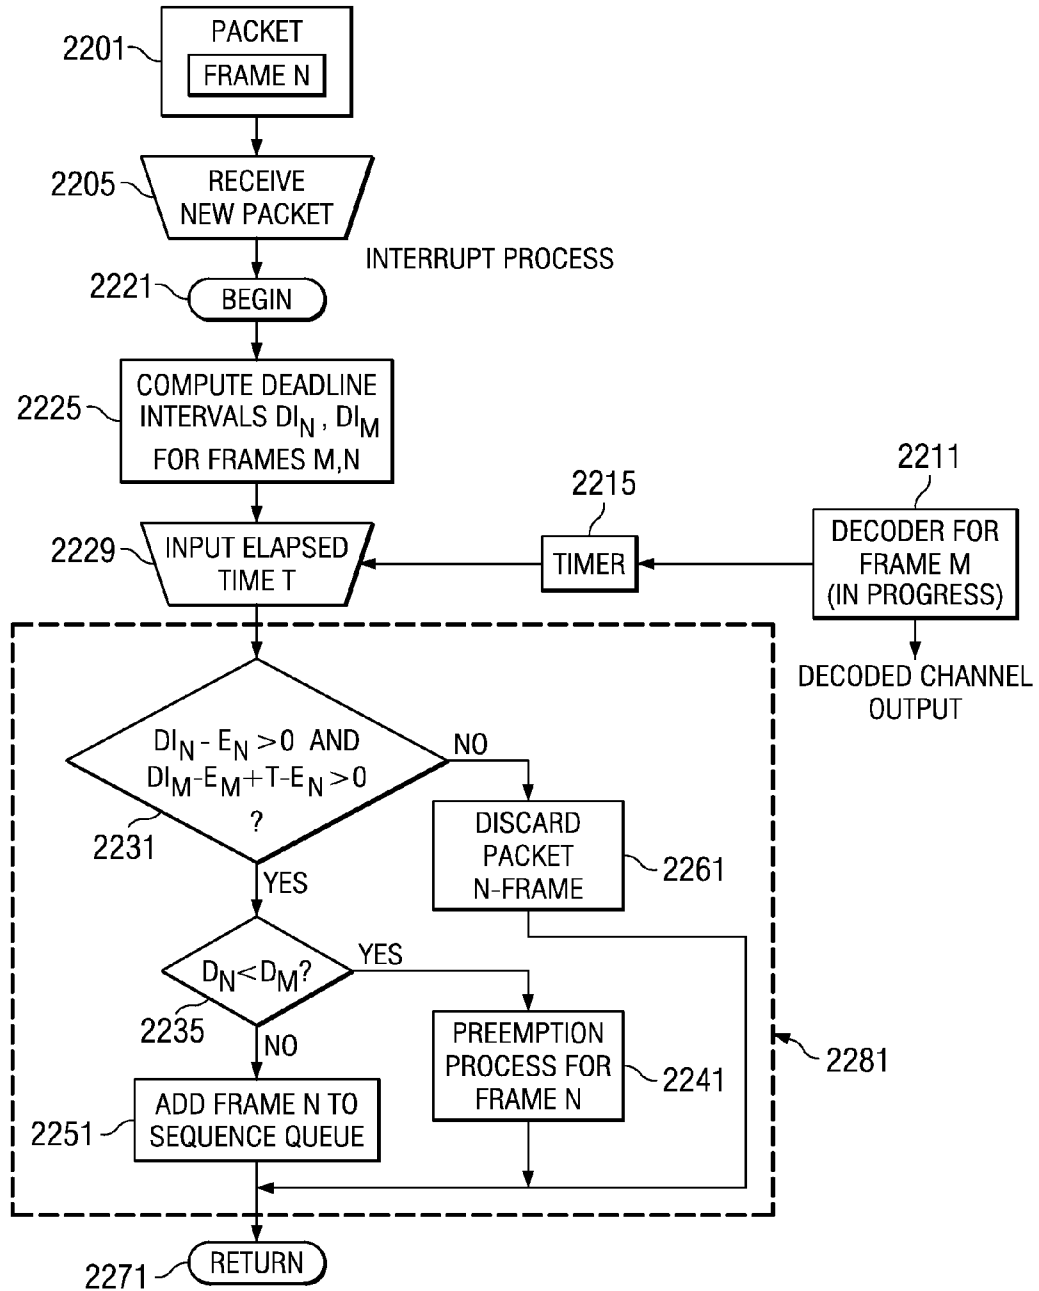 2201
PACKET
FRAME N
2205
RECEIVE
NEW PACKET
INTERRUPT PROCESS
2221
BEGIN
2225
COMPUTE DEADLINE
INTERVALS DI_N , DI_M
FOR FRAMES M,N
2229
INPUT ELAPSED
TIME T
2215
TIMER
2211
DECODER FOR
FRAME M
(IN PROGRESS)
DECODED CHANNEL
OUTPUT
DI_N - E_N >0 AND
DI_M-E_M+T-E_N>0
?
2231
NO
YES
DISCARD
PACKET
N-FRAME
2261
D_N<D_M?
2235
YES
NO
PREEMPTION
PROCESS FOR
FRAME N
2241
2281
2251
ADD FRAME N TO
SEQUENCE QUEUE
RETURN
2271